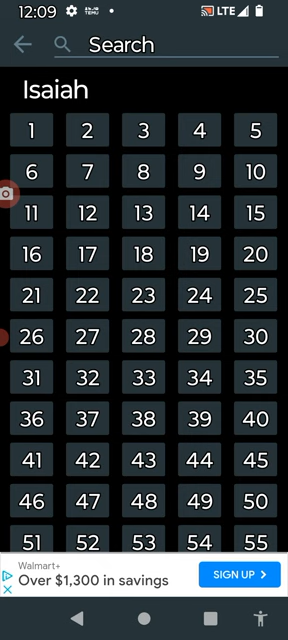 12:09 LTE
Search
Isaiah
1 2 3 4 5
6 7 8 9 10
11 12 13 14 15
16 17 18 19 20
21 22 23 24 25
26 27 28 29 30
31 32 33 34 35
36 37 38 39 40
41 42 43 44 45
46 47 48 49 50
51 52 53 54 55
Walmart+
Over $1,300 in savings
SIGN UP